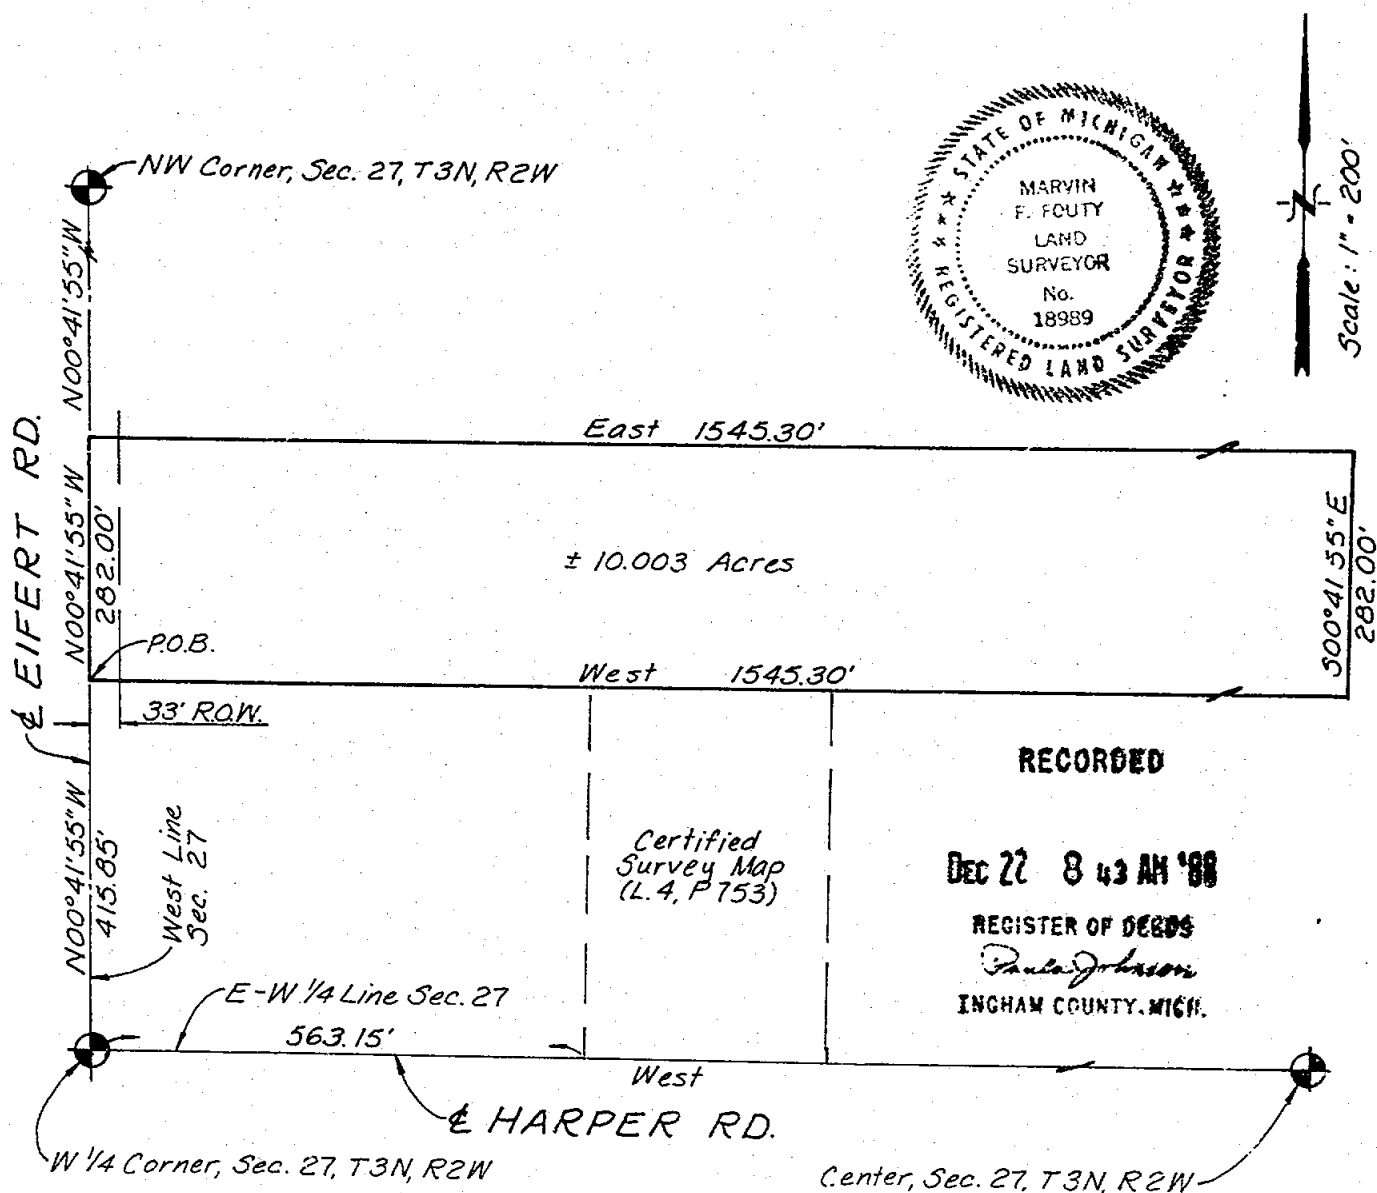 NW Corner, Sec. 27, T3N, R2W
STATE OF MICHIGAN
REGISTERED LAND SURVEYOR
MARVIN
F. FOUTY
LAND
SURVEYOR
No.
18989
Scale: 1" = 200'
N00°41'55"W
East 1545.30'
℄ EIFERT RD.
N00°41'55"W
282.00'
± 10.003 Acres
S00°41'55"E
282.00'
P.O.B.
West 1545.30'
33' R.O.W.
N00°41'55"W
415.85'
West Line
Sec. 27
Certified
Survey Map
(L. 4, P 753)
RECORDED
DEC 22 8 43 AM '88
REGISTER OF DEEDS
Paula Johnson
INGHAM COUNTY, MICH.
E-W 1/4 Line Sec. 27
563.15'
West
℄ HARPER RD.
W 1/4 Corner, Sec. 27, T3N, R2W
Center, Sec. 27, T3N, R2W